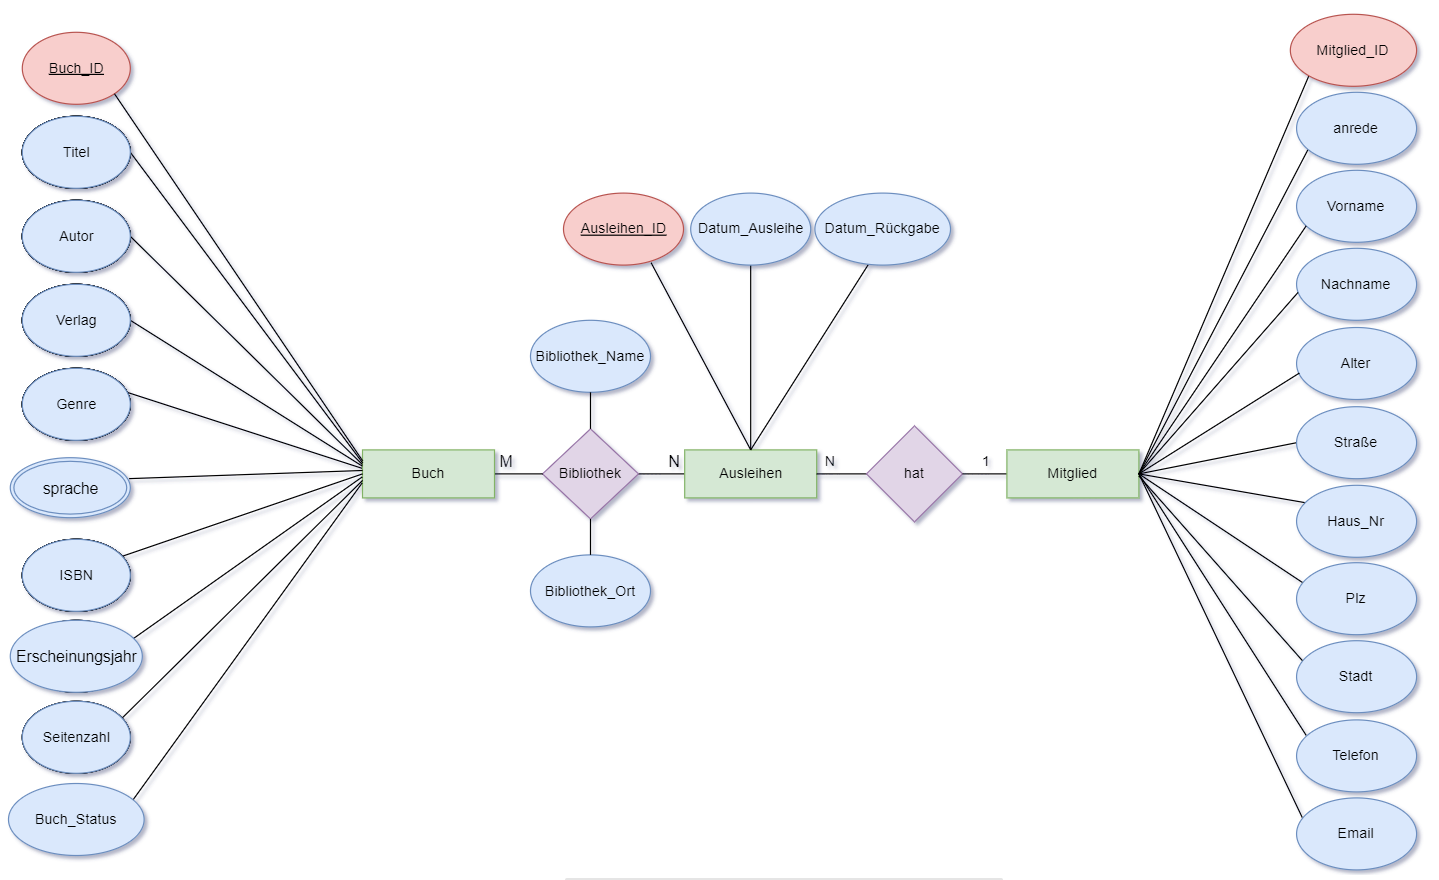 Buch_ID
Titel
Autor
Verlag
Genre
sprache
ISBN
Erscheinungsjahr
Seitenzahl
Buch_Status
Buch
M
Bibliothek_Name
Bibliothek
Bibliothek_Ort
N
Ausleihen_ID
Datum_Ausleihe
Datum_Rückgabe
Ausleihen
N
hat
1
Mitglied
Mitglied_ID
anrede
Vorname
Nachname
Alter
Straße
Haus_Nr
Plz
Stadt
Telefon
Email